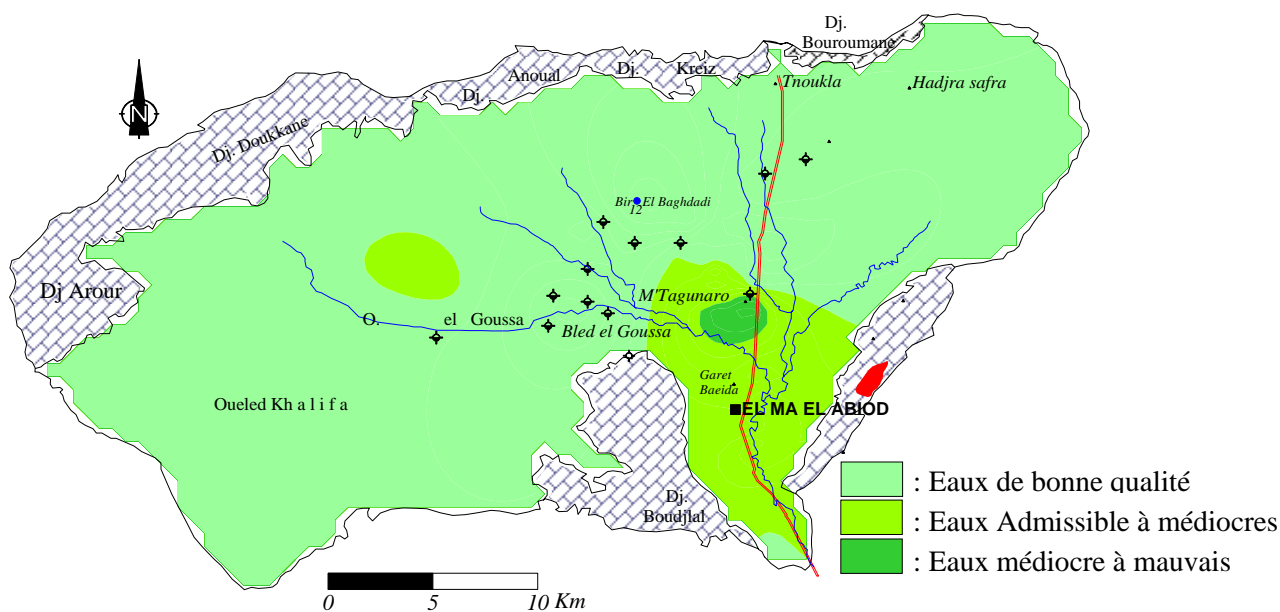 Dj.
Bouroumane
Dj. Anoual Dj. Kreiz
Tnoukla
Hadjra safra
N
Dj. Doukkane
Bir El Baghdadi
12
Dj Arour
M'Tagunaro
O. el Goussa
Bled el Goussa
Garet
Baeida
Oueled Kh a l i f a
EL MA EL ABIOD
Dj.
Boudjlal
: Eaux de bonne qualité
: Eaux Admissible à médiocres
: Eaux médiocre à mauvais
0 5 10 Km